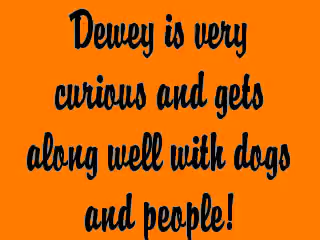 Dewey is very
curious and gets
along well with dogs
and people!